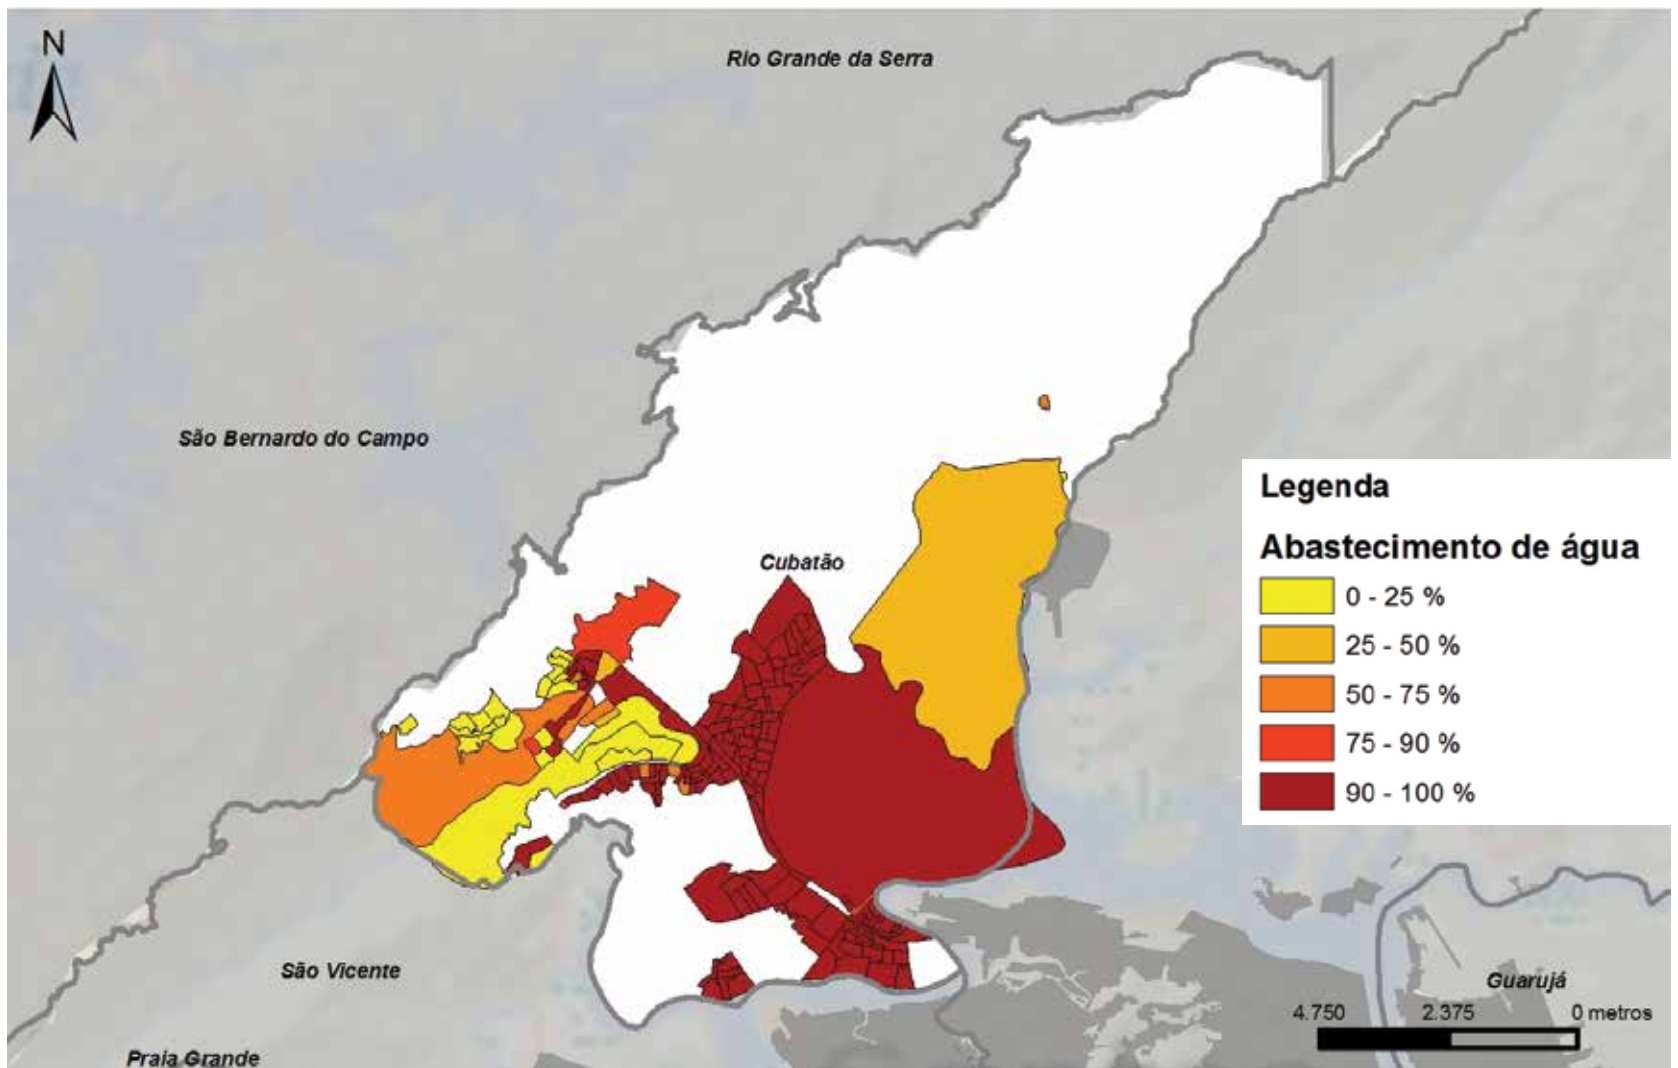 N
Rio Grande da Serra
São Bernardo do Campo
Legenda
Abastecimento de água
Cubatão
0 - 25 %
25 - 50 %
50 - 75 %
75 - 90 %
90 - 100 %
São Vicente
Guarujá
4.750 2.375 0 metros
Praia Grande